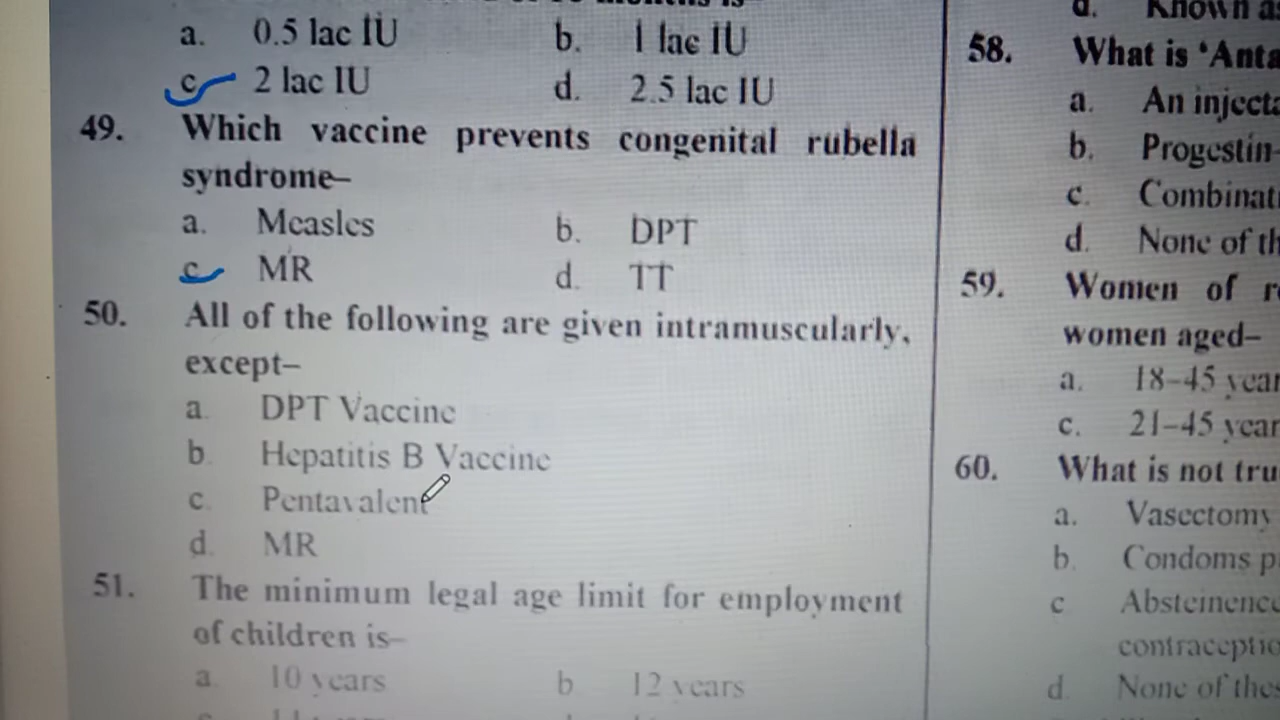 a. 0.5 lac IU b. 1 lac IU
c 2 lac IU d. 2.5 lac IU
49. Which vaccine prevents congenital rubella
syndrome–
a. Measles b. DPT
c MR d. TT
50. All of the following are given intramuscularly,
except–
a. DPT Vaccine
b. Hepatitis B Vaccine
c. Pentavalent
d. MR
51. The minimum legal age limit for employment
of children is–
a. 10 years b. 12 years
d. Known as
58. What is 'Anta
a. An injecta
b. Progestin-
c. Combinati
d. None of th
59. Women of r
women aged–
a. 18–45 year
c. 21–45 year
60. What is not tru
a. Vasectomy
b. Condoms p
c Absteinence
contraceptio
d. None of thes